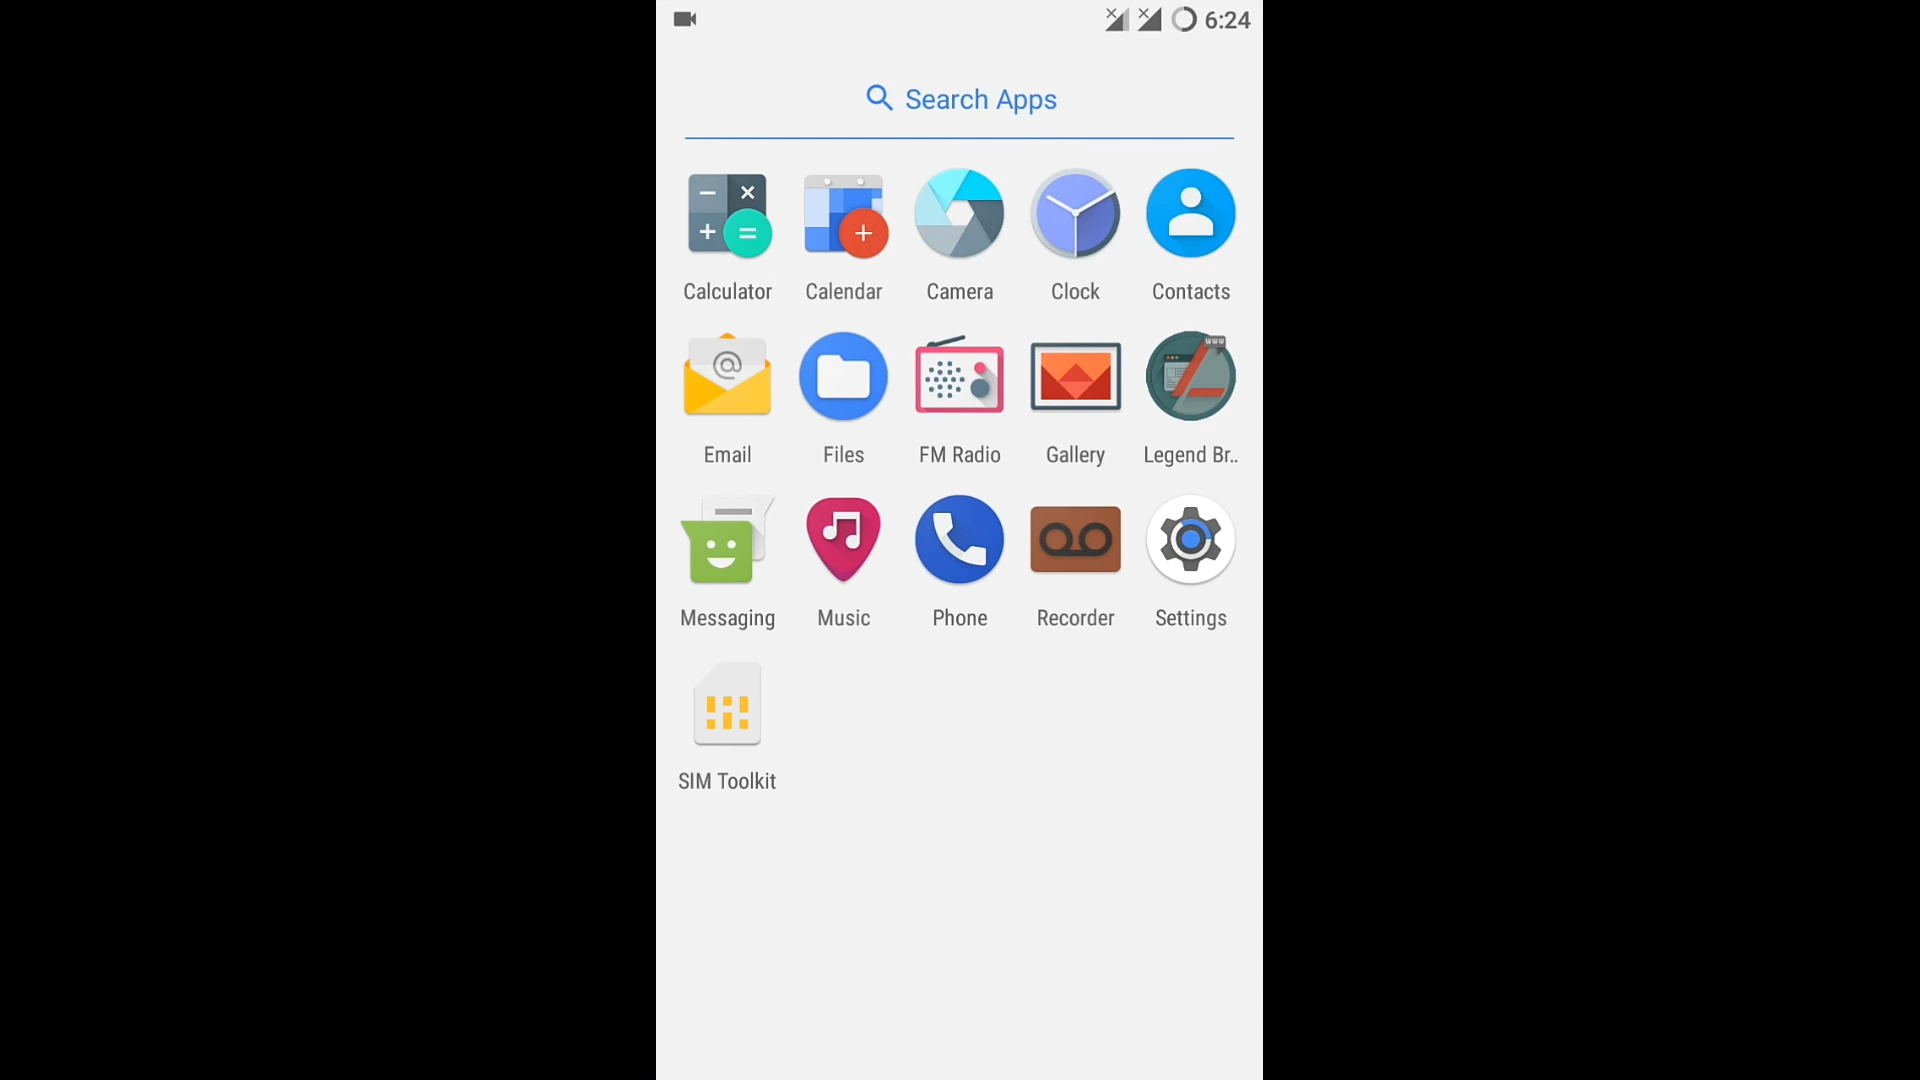 6:24
Search Apps
Calculator Calendar Camera Clock Contacts
@
www
Email Files FM Radio Gallery Legend Br..
Messaging Music Phone Recorder Settings
SIM Toolkit